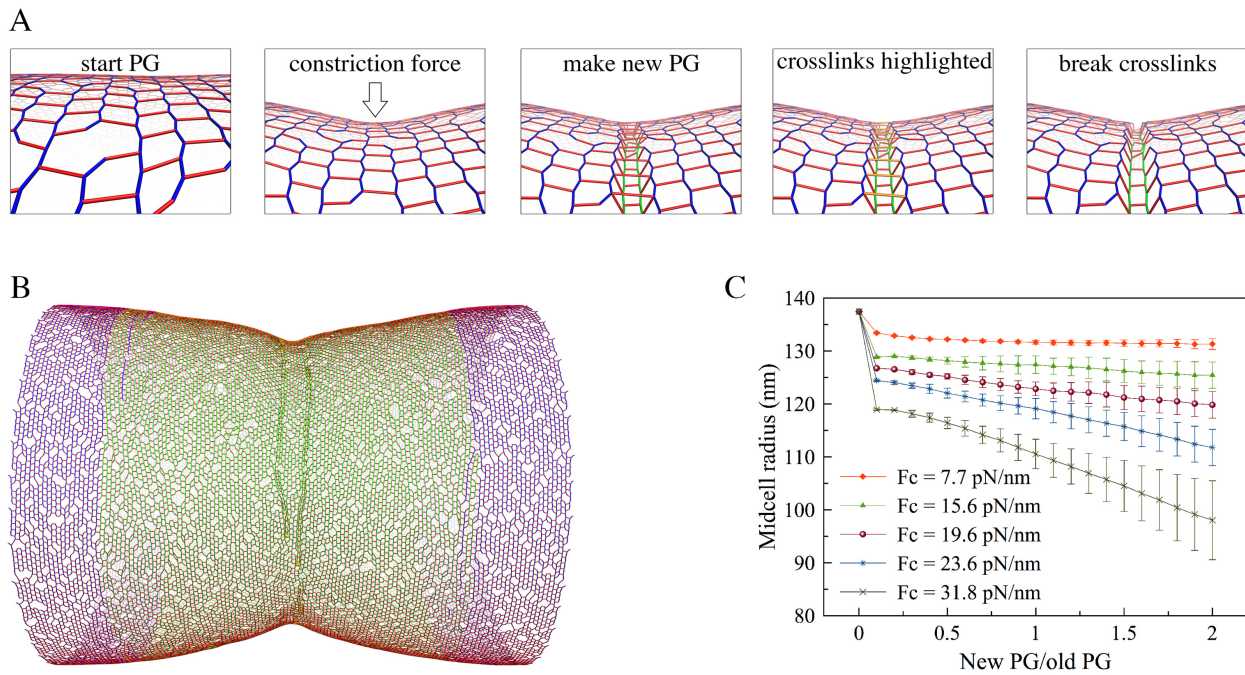 A
start PG
constriction force
make new PG
crosslinks highlighted
break crosslinks
B
C
Midcell radius (nm)
140
130
120
110
100
90
80
Fc = 7.7 pN/nm
Fc = 15.6 pN/nm
Fc = 19.6 pN/nm
Fc = 23.6 pN/nm
Fc = 31.8 pN/nm
0 0.5 1 1.5 2
New PG/old PG